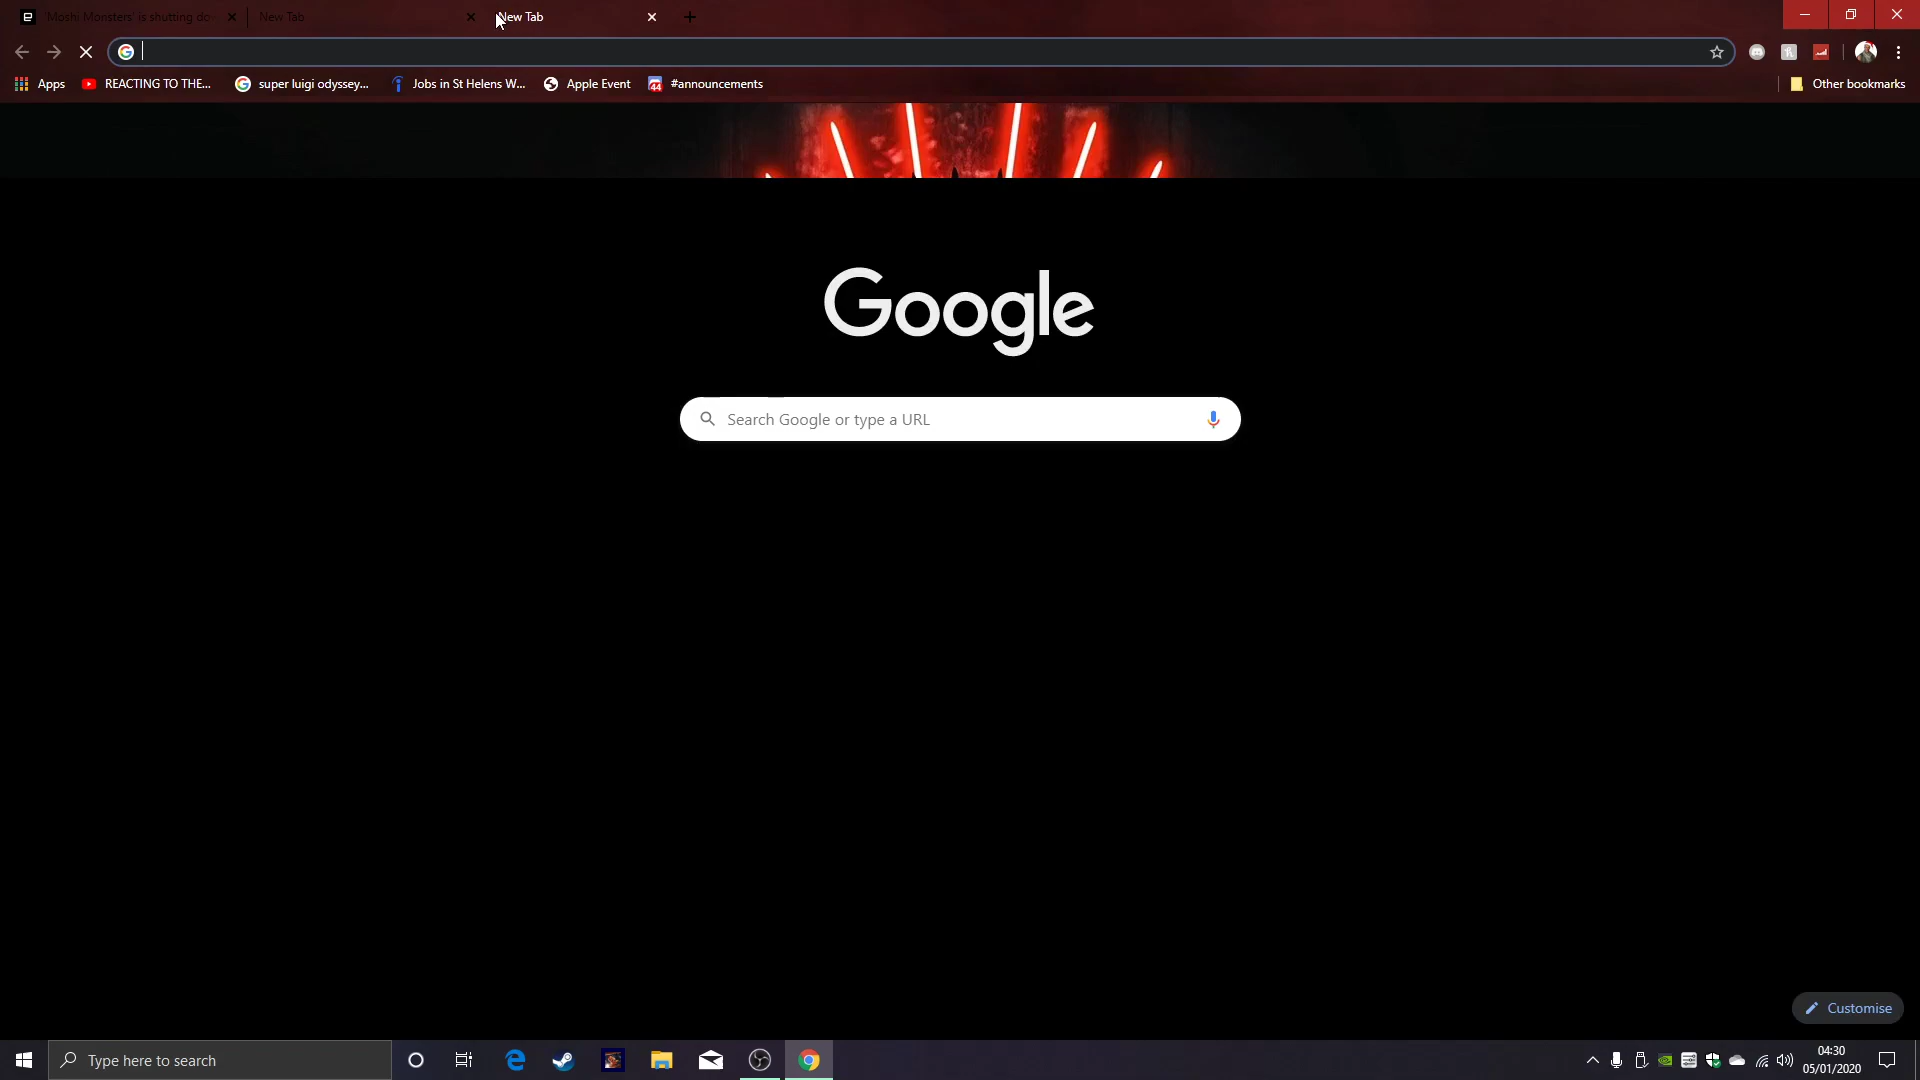 Moshi Monsters' is shutting do
New Tab
New Tab
Apps
REACTING TO THE...
super luigi odyssey...
Jobs in St Helens W...
Apple Event
44
#announcements
Other bookmarks
Google
Search Google or type a URL
Customise
Type here to search
04:30
05/01/2020